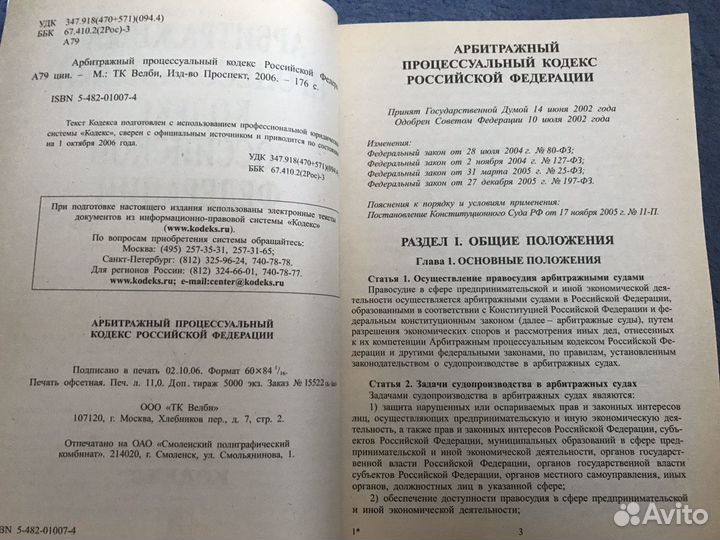 УДК 347.918(470+571)(094.4)
ББК 67.410.2(2Рос)-3
А79
Арбитражный процессуальный кодекс Российской
А79 ции. – М.: ТК Велби, Изд-во Проспект, 2006. – 176 с.
ISBN 5-482-01007-4
Текст Кодекса подготовлен с использованием профессиональной
системы «Кодекс», сверен с официальным источником и приводится по
на 1 октября 2006 года.
УДК 347.918(470+571)(094.4)
ББК 67.410.2(2Рос)-3
При подготовке настоящего издания использованы электронные
документов из информационно-правовой системы «Кодекс»
(www.kodeks.ru).
По вопросам приобретения системы обращайтесь:
Москва: (495) 257-35-31, 257-31-65;
Санкт-Петербург: (812) 325-92-96-24, 740-78-78.
Для регионов России: (812) 324-66-01, 740-78-77.
www.kodeks.ru; e-mail:center@kodeks.ru
АРБИТРАЖНЫЙ ПРОЦЕССУАЛЬНЫЙ
КОДЕКС РОССИЙСКОЙ ФЕДЕРАЦИИ
Подписано в печать 02.10.06. Формат 60×84 1/16.
Печать офсетная. Печ. л. 11,0. Доп. тираж 5000 экз. Заказ № 15522
ООО «ТК Велби»
107120, г. Москва, Хлебников пер., д. 7, стр. 2.
Отпечатано на ОАО «Смоленский полиграфический
комбинат». 214020, г. Смоленск, ул. Смольянинова, 1.
BN 5-482-01007-4
АРБИТРАЖНЫЙ
ПРОЦЕССУАЛЬНЫЙ КОДЕКС
РОССИЙСКОЙ ФЕДЕРАЦИИ
Принят Государственной Думой 14 июня 2002 года
Одобрен Советом Федерации 10 июля 2002 года
Изменения:
Федеральный закон от 28 июля 2004 г. № 80-ФЗ;
Федеральный закон от 2 ноября 2004 г. № 127-ФЗ;
Федеральный закон от 31 марта 2005 г. № 25-ФЗ;
Федеральный закон от 27 декабря 2005 г. № 197-ФЗ.
Пояснения к порядку и условиям применения:
Постановление Конституционного Суда РФ от 17 ноября 2005 г. № 11-П.
РАЗДЕЛ I. ОБЩИЕ ПОЛОЖЕНИЯ
Глава 1. ОСНОВНЫЕ ПОЛОЖЕНИЯ
Статья 1. Осуществление правосудия арбитражными судами
Правосудие в сфере предпринимательской и иной экономической дея-
тельности осуществляется арбитражными судами в Российской Федерации,
образованными в соответствии с Конституцией Российской Федерации и фе-
деральным конституционным законом (далее – арбитражные суды), путем
разрешения экономических споров и рассмотрения иных дел, отнесенных
к их компетенции Арбитражным процессуальным кодексом Российской
Федерации и другими федеральными законами, по правилам, установленным
законодательством о судопроизводстве в арбитражных судах.
Статья 2. Задачи судопроизводства в арбитражных судах
Задачами судопроизводства в арбитражных судах являются:
1) защита нарушенных или оспариваемых прав и законных интересов
лиц, осуществляющих предпринимательскую и иную экономическую дея-
тельность, а также прав и законных интересов Российской Федерации, субъ-
ектов Российской Федерации, муниципальных образований в сфере пред-
принимательской и иной экономической деятельности, органов государствен-
ной власти Российской Федерации, органов государственной власти
субъектов Российской Федерации, органов местного самоуправления, иных
органов, должностных лиц в указанной сфере;
2) обеспечение доступности правосудия в сфере предпринимательской
и иной экономической деятельности;
1*
3
Avito